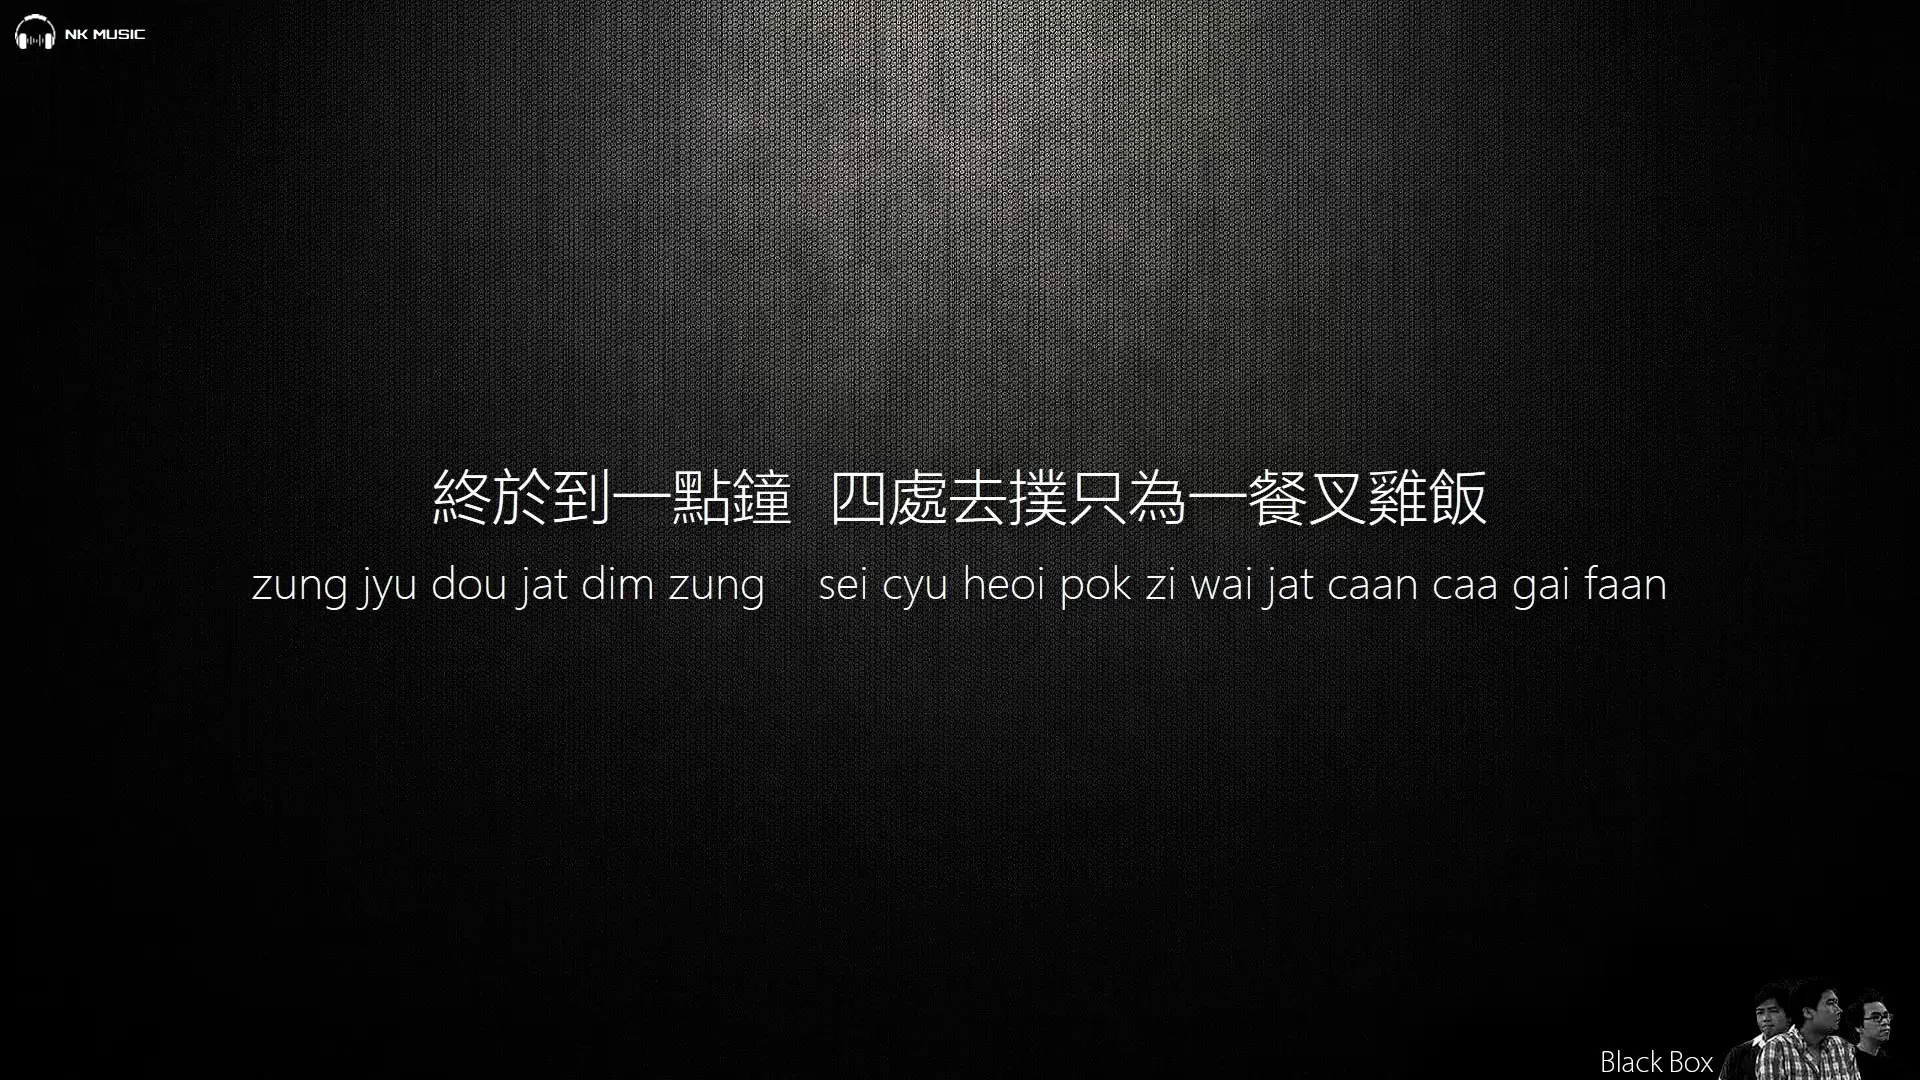 NK MUSIC
終於到一點鐘 四處去撲只為一餐叉雞飯
zung jyu dou jat dim zung sei cyu heoi pok zi wai jat caan caa gai faan
Black Box